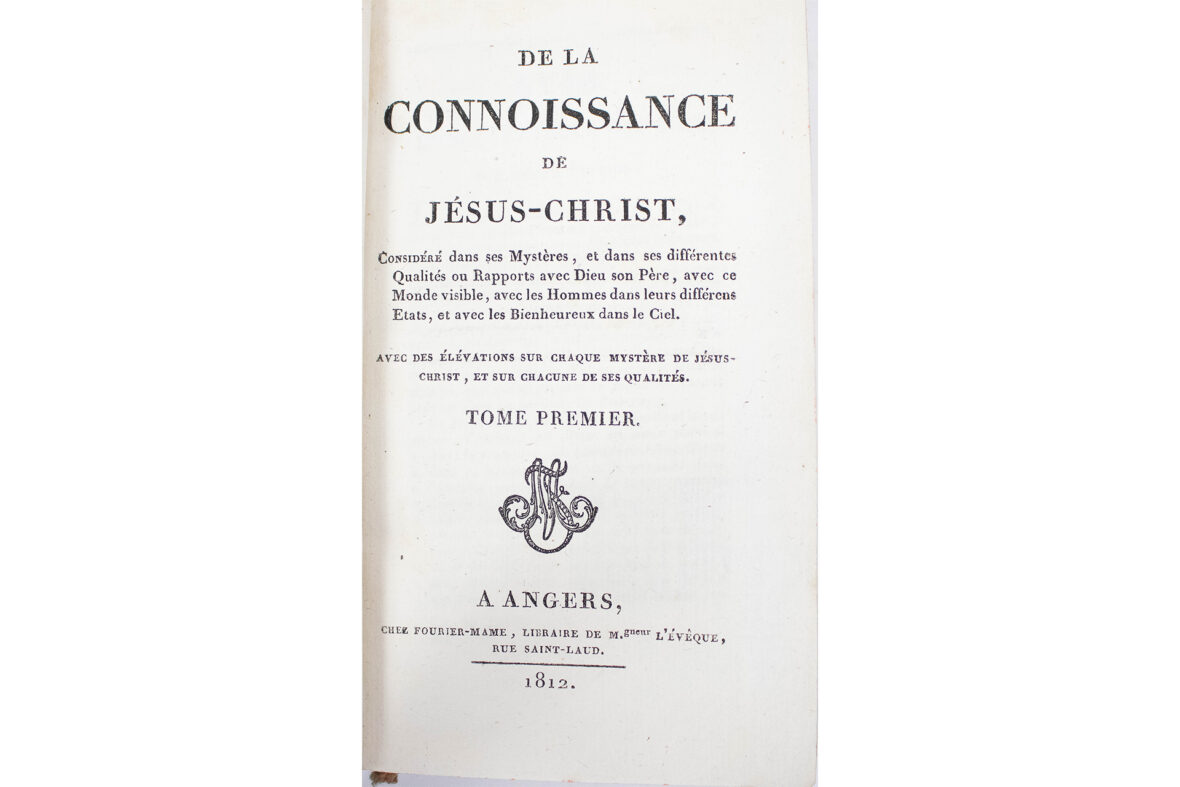 DE LA
CONNOISSANCE
DE
JÉSUS-CHRIST,
CONSIDÉRÉ dans ses Mystères, et dans ses différentes
Qualités ou Rapports avec Dieu son Père, avec ce
Monde visible, avec les Hommes dans leurs différens
Etats, et avec les Bienheureux dans le Ciel.
AVEC DES ÉLÉVATIONS SUR CHAQUE MYSTÈRE DE JÉSUS-
CHRIST, ET SUR CHACUNE DE SES QUALITÉS.
TOME PREMIER.
A ANGERS,
CHEZ FOURIER-MAME, LIBRAIRE DE M.gneur L'ÉVÊQUE,
RUE SAINT-LAUD.
1812.